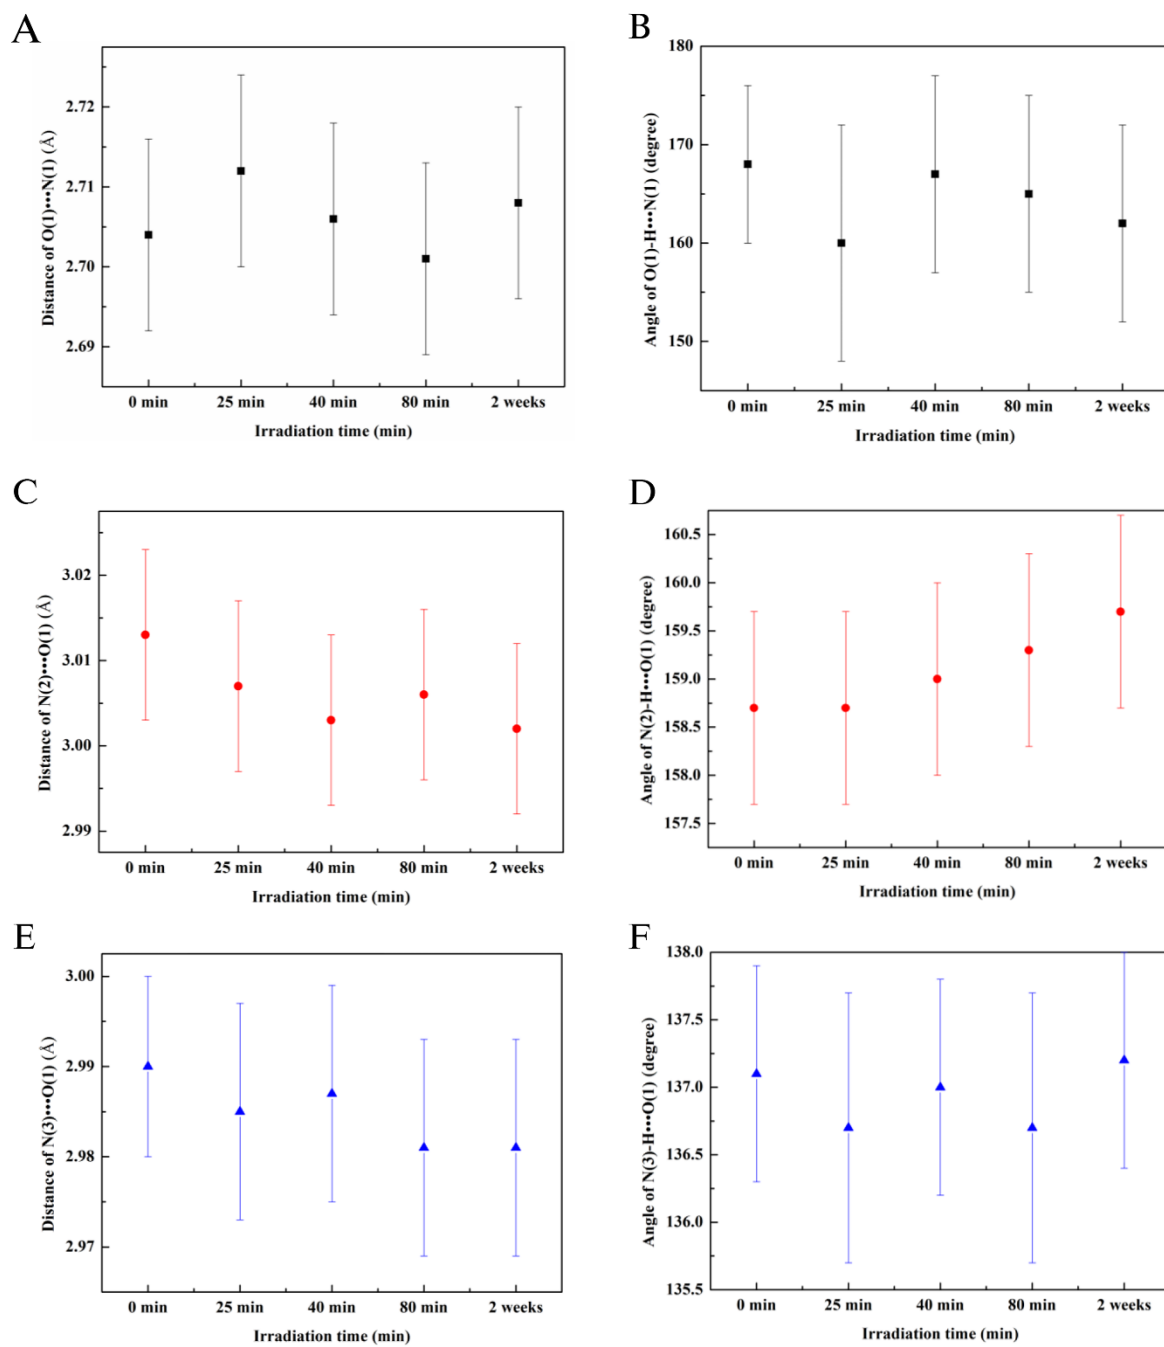 A
Distance of O(1)•••N(1) (Å)
2.72
2.71
2.70
2.69
0 min 25 min 40 min 80 min 2 weeks
Irradiation time (min)
B
Angle of O(1)-H•••N(1) (degree)
180
170
160
150
0 min 25 min 40 min 80 min 2 weeks
Irradiation time (min)
C
Distance of N(2)•••O(1) (Å)
3.02
3.01
3.00
2.99
0 min 25 min 40 min 80 min 2 weeks
Irradiation time (min)
D
Angle of N(2)-H•••O(1) (degree)
160.5
160.0
159.5
159.0
158.5
158.0
157.5
0 min 25 min 40 min 80 min 2 weeks
Irradiation time (min)
E
Distance of N(3)•••O(1) (Å)
3.00
2.99
2.98
2.97
0 min 25 min 40 min 80 min 2 weeks
Irradiation time (min)
F
Angle of N(3)-H•••O(1) (degree)
138.0
137.5
137.0
136.5
136.0
135.5
0 min 25 min 40 min 80 min 2 weeks
Irradiation time (min)